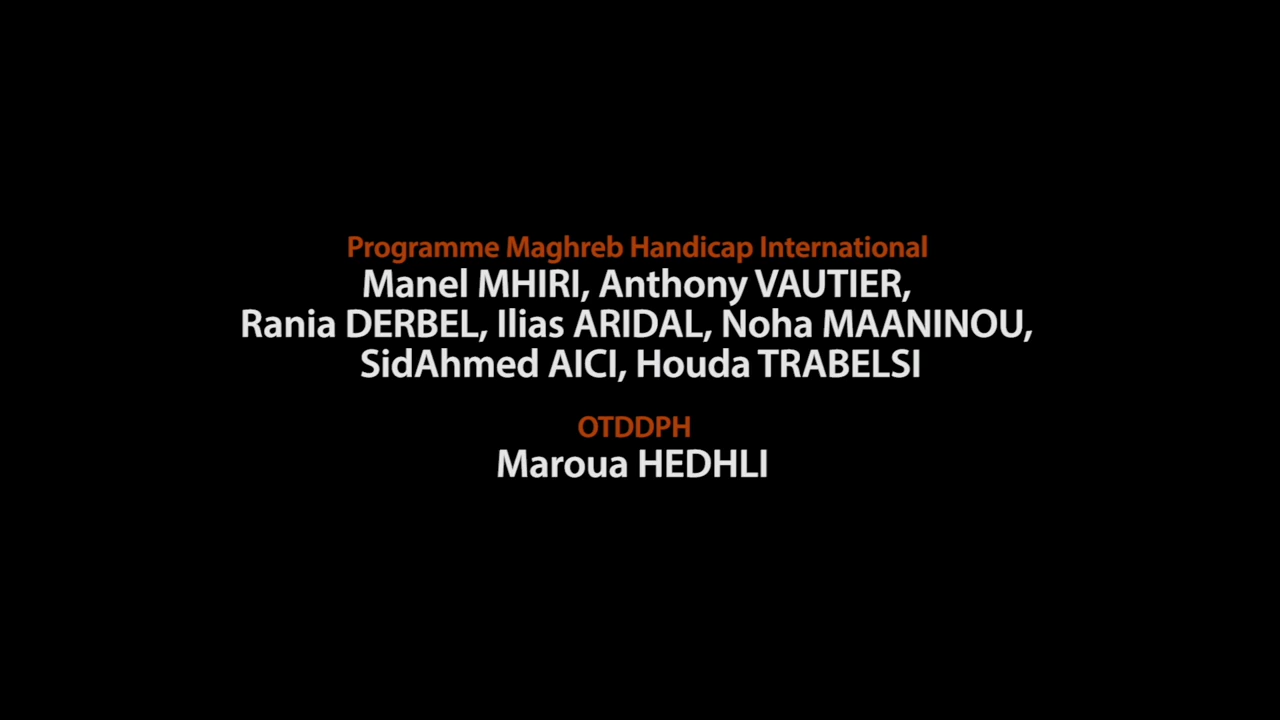 Programme Maghreb Handicap International
Manel MHIRI, Anthony VAUTIER,
Rania DERBEL, Ilias ARIDAL, Noha MAANINOU,
SidAhmed AICI, Houda TRABELSI
OTDDPH
Maroua HEDHLI